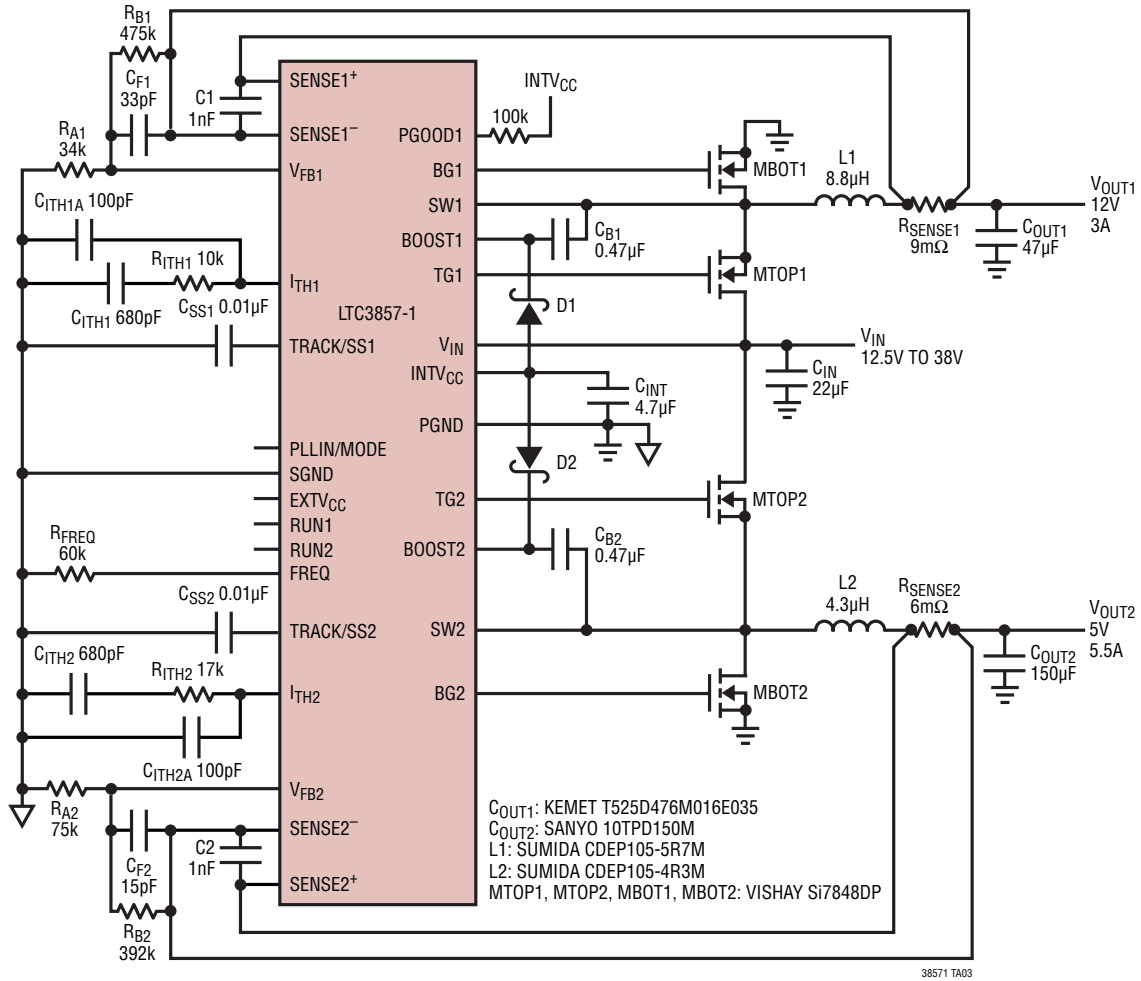 RB1
475k
CF1
33pF
C1
1nF
RA1
34k
CITH1A 100pF
RITH1 10k
CITH1 680pF
CSS1 0.01µF
RFREQ
60k
CSS2 0.01µF
CITH2 680pF
RITH2 17k
CITH2A 100pF
RA2
75k
CF2
15pF
C2
1nF
RB2
392k
SENSE1+
SENSE1–
VFB1
ITH1
TRACK/SS1
PLLIN/MODE
SGND
EXTVCC
RUN1
RUN2
FREQ
TRACK/SS2
ITH2
VFB2
SENSE2–
SENSE2+
LTC3857-1
PGOOD1
BG1
SW1
BOOST1
TG1
VIN
INTVCC
PGND
TG2
BOOST2
SW2
BG2
INTVCC
100k
MBOT1
CB1
0.47µF
MTOP1
D1
L1
8.8µH
RSENSE1
9mΩ
COUT1
47µF
VOUT1
12V
3A
VIN
12.5V TO 38V
CIN
22µF
CINT
4.7µF
D2
MTOP2
CB2
0.47µF
L2
4.3µH
RSENSE2
6mΩ
VOUT2
5V
5.5A
COUT2
150µF
MBOT2
COUT1: KEMET T525D476M016E035
COUT2: SANYO 10TPD150M
L1: SUMIDA CDEP105-5R7M
L2: SUMIDA CDEP105-4R3M
MTOP1, MTOP2, MBOT1, MBOT2: VISHAY Si7848DP
38571 TA03